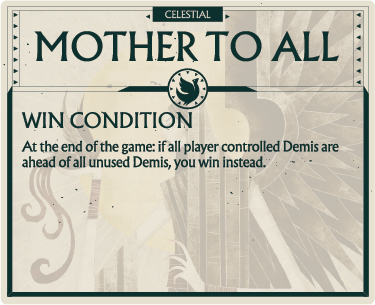 CELESTIAL
MOTHER TO ALL
WIN CONDITION
At the end of the game: if all player controlled Demis are
ahead of all unused Demis, you win instead.